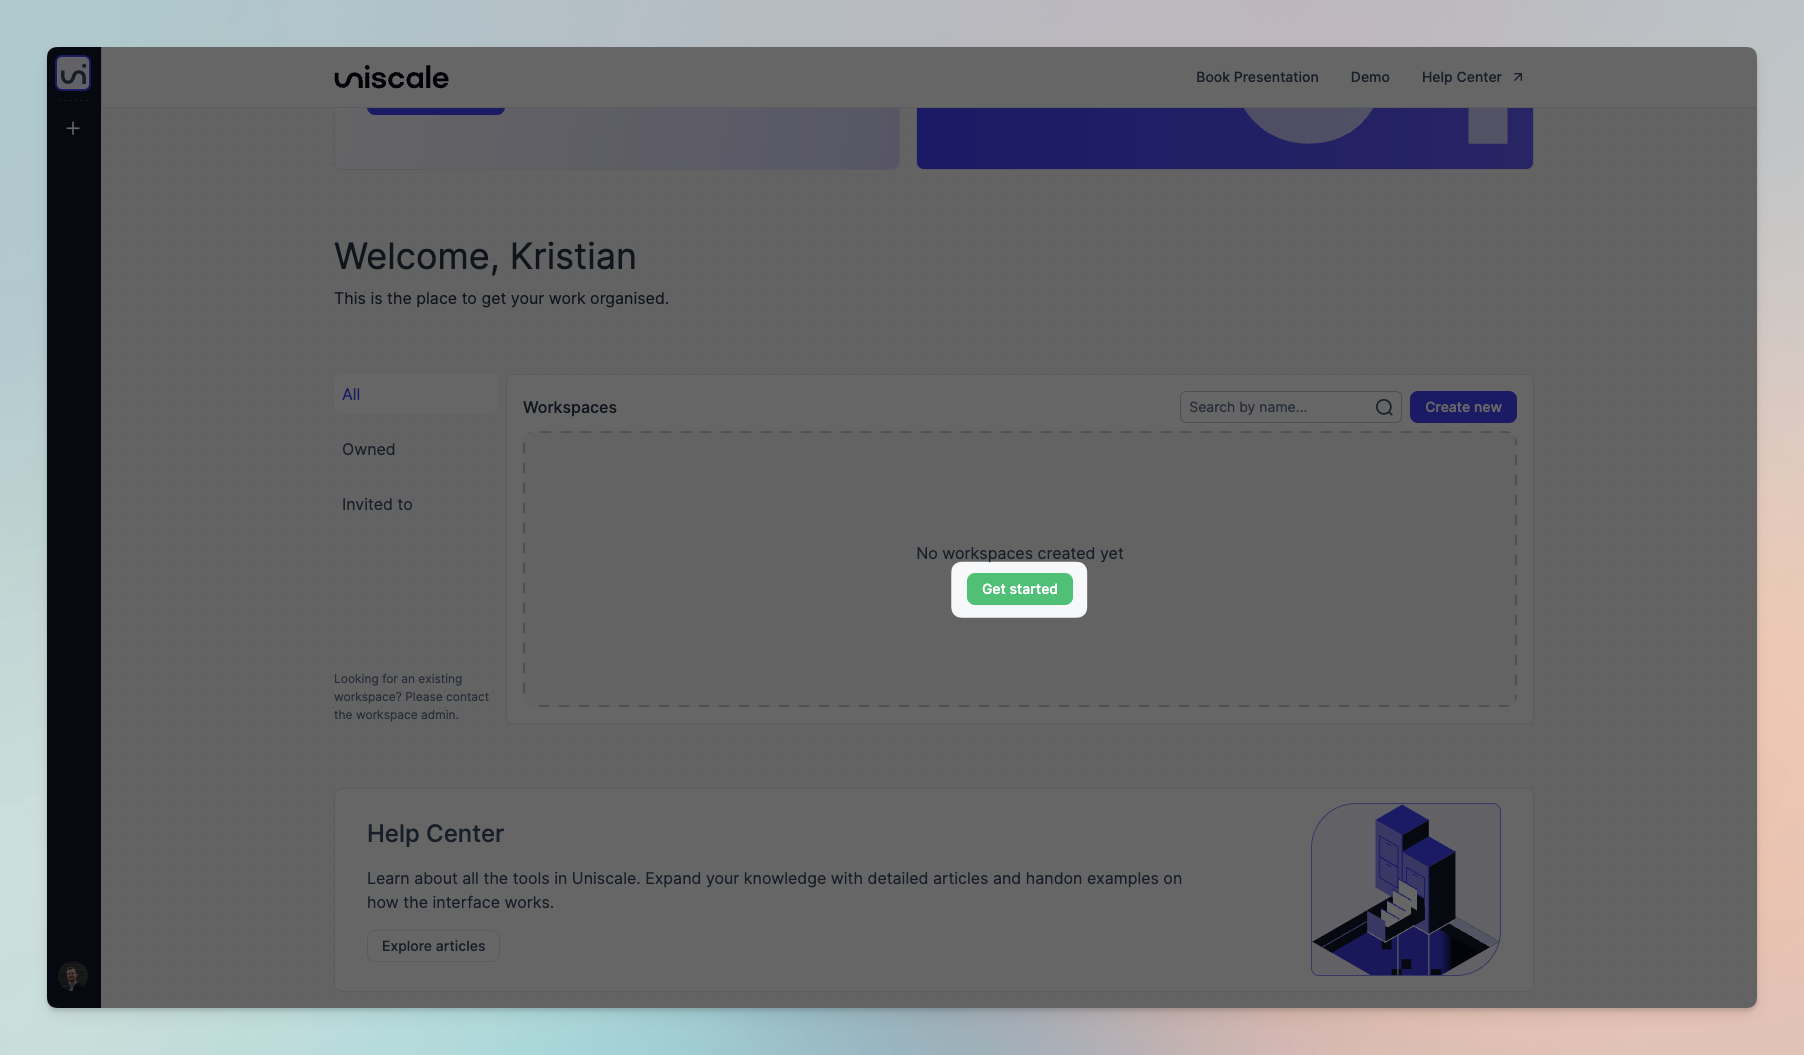 uniscale
Book Presentation
Demo
Help Center
Welcome, Kristian
This is the place to get your work organised.
All
Owned
Invited to
Looking for an existing
workspace? Please contact
the workspace admin.
Workspaces
Search by name...
Create new
No workspaces created yet
Get started
Help Center
Learn about all the tools in Uniscale. Expand your knowledge with detailed articles and handon examples on
how the interface works.
Explore articles